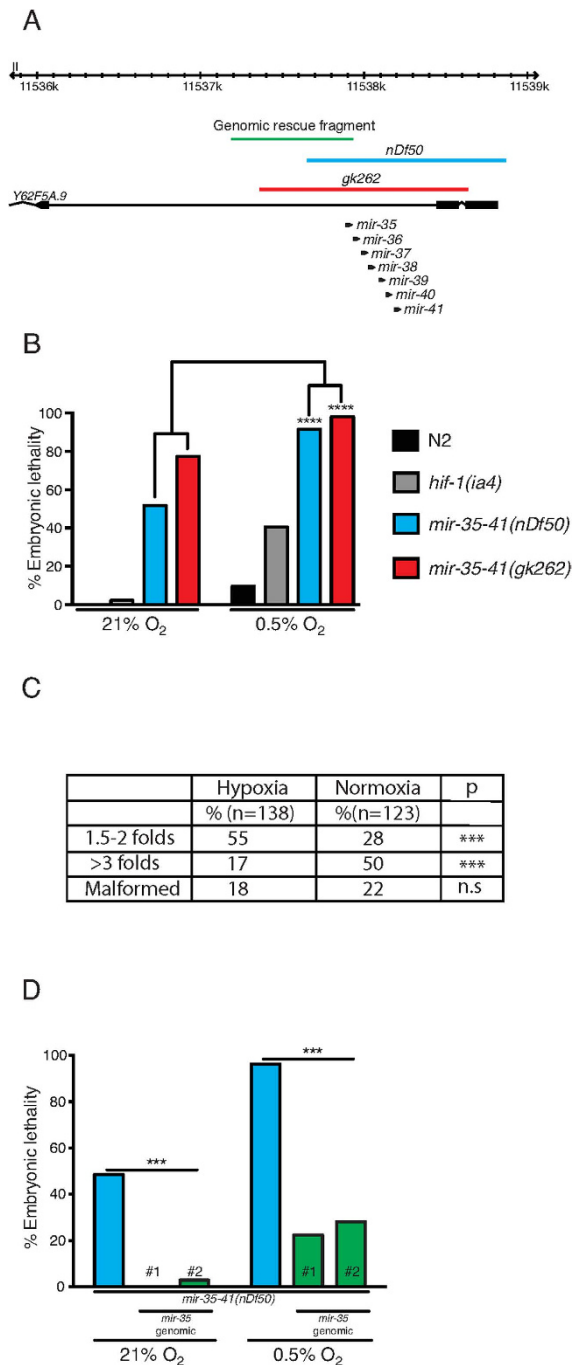 A
II
11536k 11537k 11538k 11539k
Genomic rescue fragment
nDf50
gk262
Y62F5A.9
mir-35
mir-36
mir-37
mir-38
mir-39
mir-40
mir-41
B
% Embryonic lethality
100
80
60
40
20
0
**** ****
21% O2 0.5% O2
N2
hif-1(ia4)
mir-35-41(nDf50)
mir-35-41(gk262)
C
Hypoxia Normoxia p
% (n=138) %(n=123)
1.5-2 folds 55 28 ***
>3 folds 17 50 ***
Malformed 18 22 n.s
D
% Embryonic lethality
100
80
60
40
20
0
*** ***
#1 #2 #1 #2
mir-35-41(nDf50)
mir-35 genomic mir-35 genomic
21% O2 0.5% O2